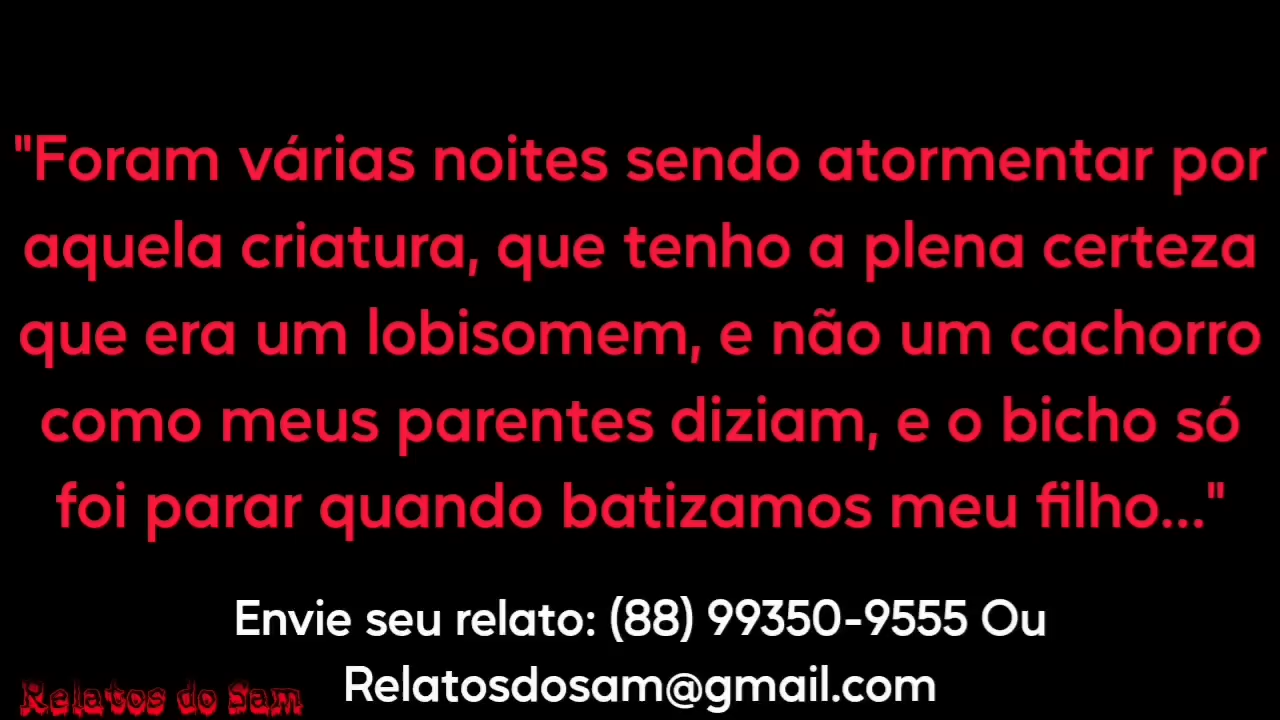 "Foram várias noites sendo atormentar por
aquela criatura, que tenho a plena certeza
que era um lobisomem, e não um cachorro
como meus parentes diziam, e o bicho só
foi parar quando batizamos meu filho..."
Envie seu relato: (88) 99350-9555 Ou
Relatosdosam@gmail.com
Relatos do Sam